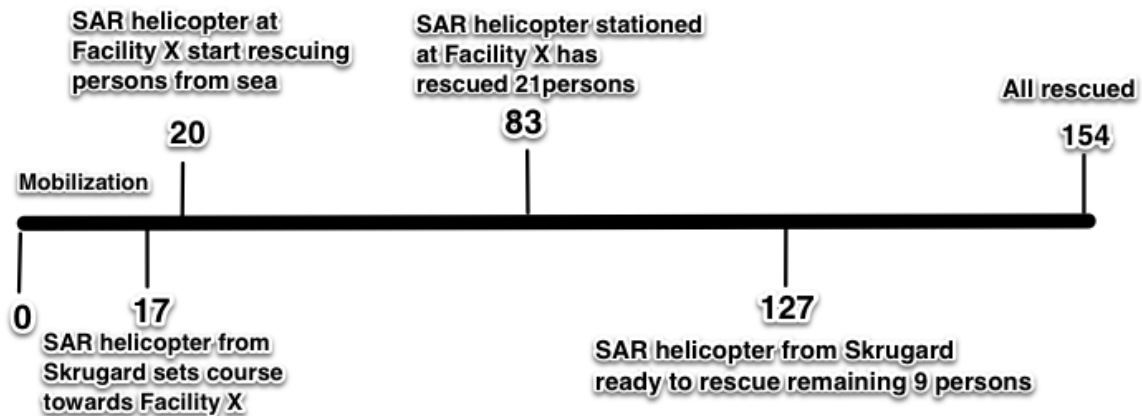 SAR helicopter at
Facility X start rescuing
persons from sea
20
SAR helicopter stationed
at Facility X has
rescued 21persons
83
All rescued
154
Mobilization
0
17
SAR helicopter from
Skrugard sets course
towards Facility X
127
SAR helicopter from Skrugard
ready to rescue remaining 9 persons